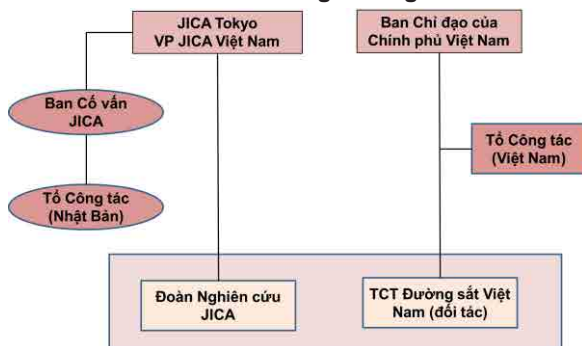 JICA Tokyo
VP JICA Việt Nam
Ban Chỉ đạo của
Chính phủ Việt Nam
Ban Cố vấn
JICA
Tổ Công tác
(Việt Nam)
Tổ Công tác
(Nhật Bản)
Đoàn Nghiên cứu
JICA
TCT Đường sắt Việt
Nam (đối tác)